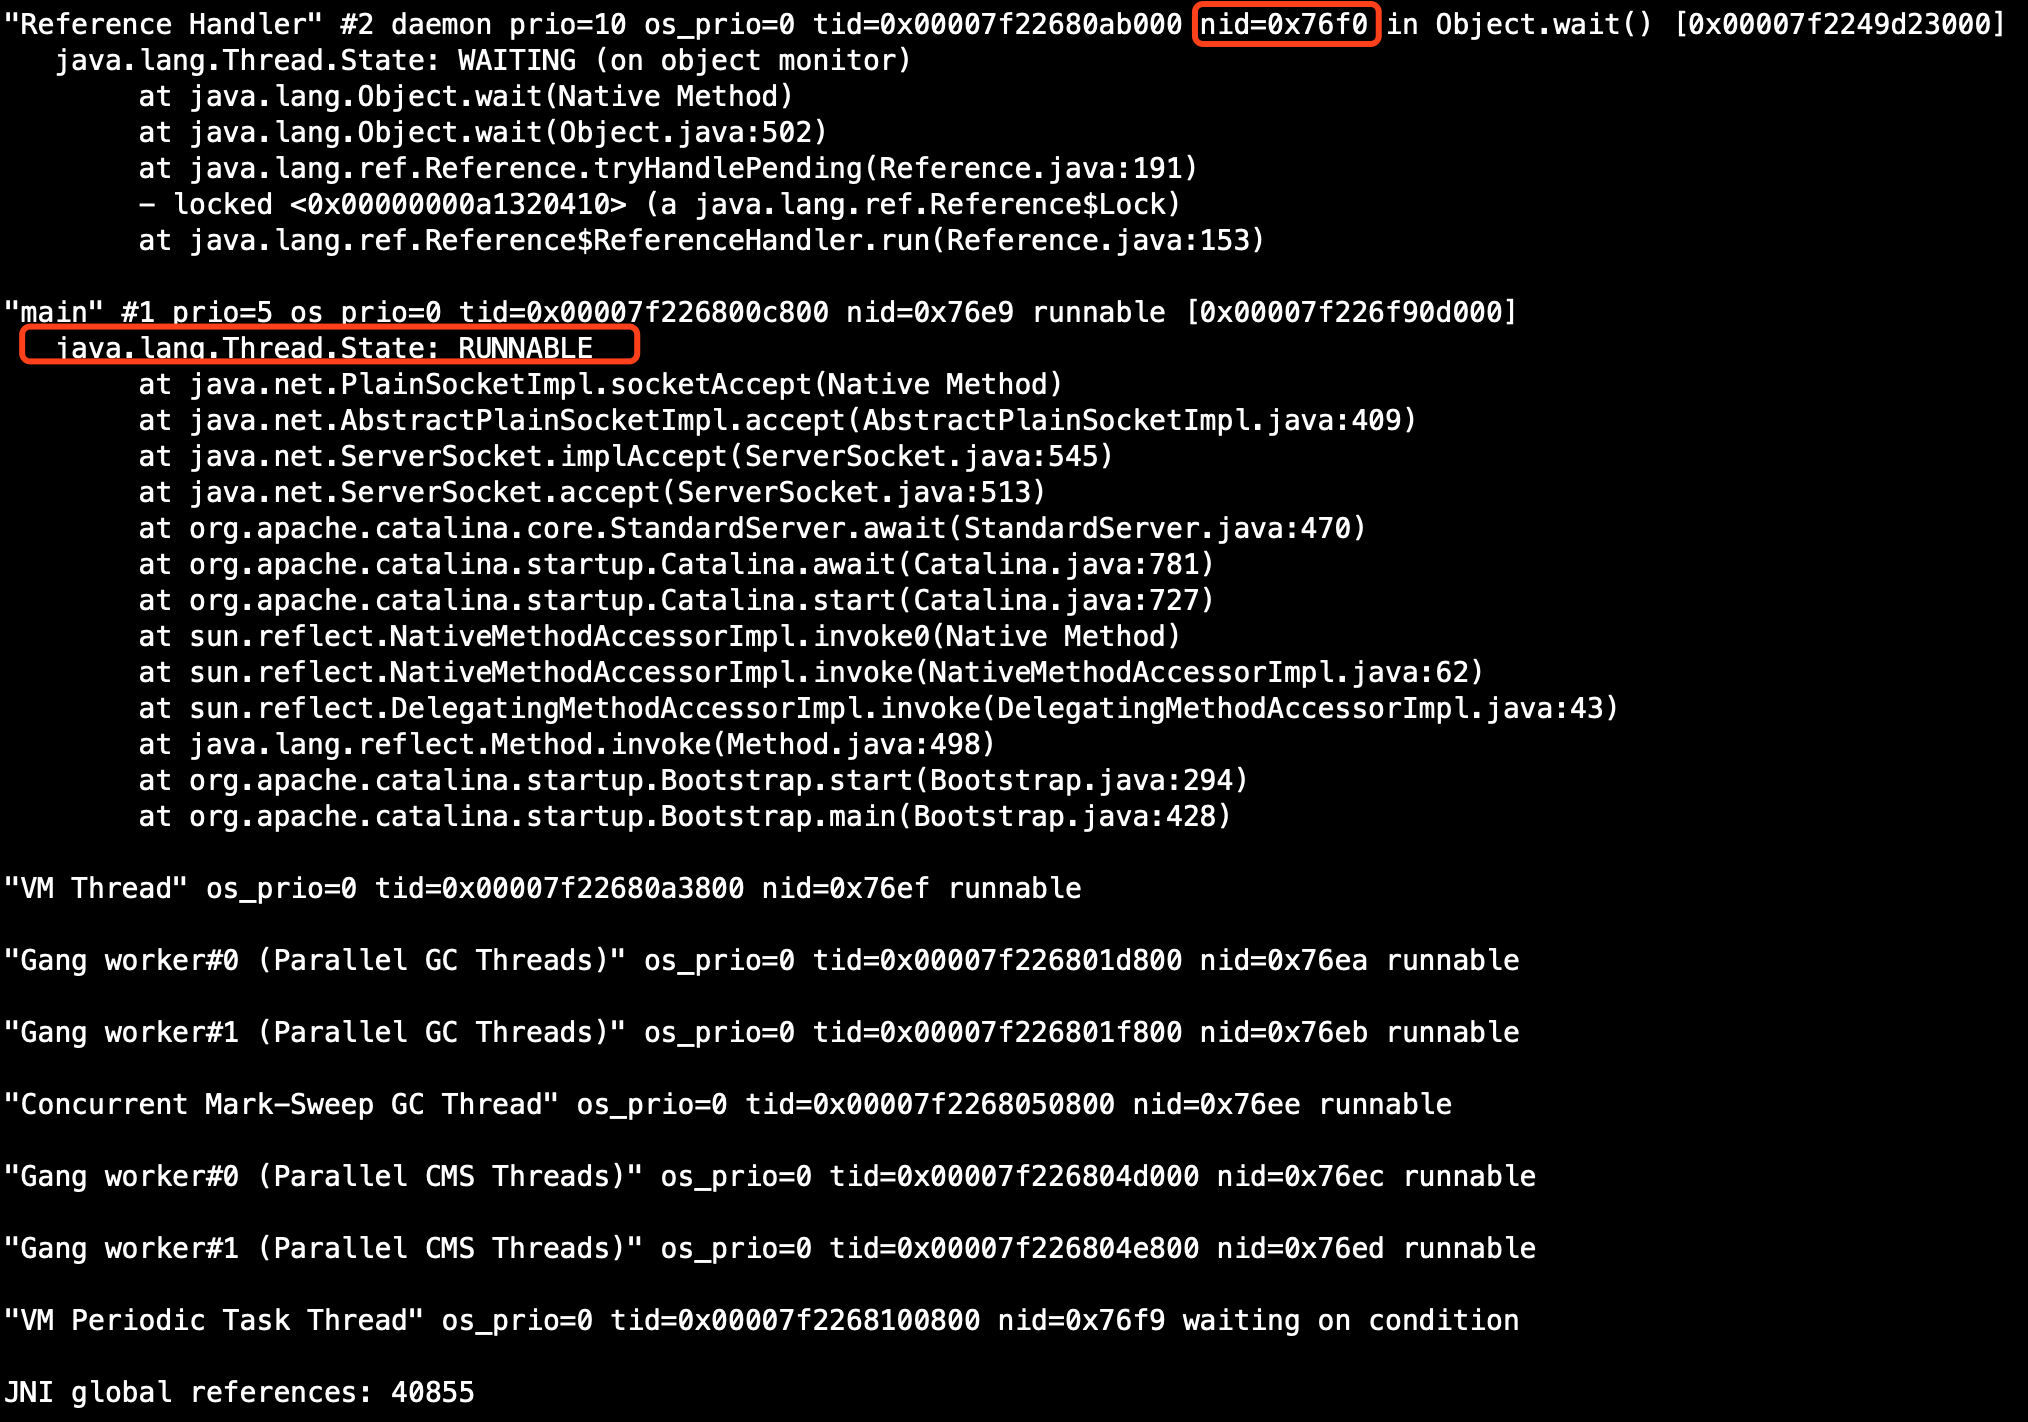 "Reference Handler" #2 daemon prio=10 os_prio=0 tid=0x00007f22680ab000 nid=0x76f0 in Object.wait() [0x00007f2249d23000]
   java.lang.Thread.State: WAITING (on object monitor)
        at java.lang.Object.wait(Native Method)
        at java.lang.Object.wait(Object.java:502)
        at java.lang.ref.Reference.tryHandlePending(Reference.java:191)
        - locked <0x00000000a1320410> (a java.lang.ref.Reference$Lock)
        at java.lang.ref.Reference$ReferenceHandler.run(Reference.java:153)

"main" #1 prio=5 os_prio=0 tid=0x00007f226800c800 nid=0x76e9 runnable [0x00007f226f90d000]
   java.lang.Thread.State: RUNNABLE
        at java.net.PlainSocketImpl.socketAccept(Native Method)
        at java.net.AbstractPlainSocketImpl.accept(AbstractPlainSocketImpl.java:409)
        at java.net.ServerSocket.implAccept(ServerSocket.java:545)
        at java.net.ServerSocket.accept(ServerSocket.java:513)
        at org.apache.catalina.core.StandardServer.await(StandardServer.java:470)
        at org.apache.catalina.startup.Catalina.await(Catalina.java:781)
        at org.apache.catalina.startup.Catalina.start(Catalina.java:727)
        at sun.reflect.NativeMethodAccessorImpl.invoke0(Native Method)
        at sun.reflect.NativeMethodAccessorImpl.invoke(NativeMethodAccessorImpl.java:62)
        at sun.reflect.DelegatingMethodAccessorImpl.invoke(DelegatingMethodAccessorImpl.java:43)
        at java.lang.reflect.Method.invoke(Method.java:498)
        at org.apache.catalina.startup.Bootstrap.start(Bootstrap.java:294)
        at org.apache.catalina.startup.Bootstrap.main(Bootstrap.java:428)

"VM Thread" os_prio=0 tid=0x00007f22680a3800 nid=0x76ef runnable

"Gang worker#0 (Parallel GC Threads)" os_prio=0 tid=0x00007f226801d800 nid=0x76ea runnable

"Gang worker#1 (Parallel GC Threads)" os_prio=0 tid=0x00007f226801f800 nid=0x76eb runnable

"Concurrent Mark-Sweep GC Thread" os_prio=0 tid=0x00007f2268050800 nid=0x76ee runnable

"Gang worker#0 (Parallel CMS Threads)" os_prio=0 tid=0x00007f226804d000 nid=0x76ec runnable

"Gang worker#1 (Parallel CMS Threads)" os_prio=0 tid=0x00007f226804e800 nid=0x76ed runnable

"VM Periodic Task Thread" os_prio=0 tid=0x00007f2268100800 nid=0x76f9 waiting on condition

JNI global references: 40855